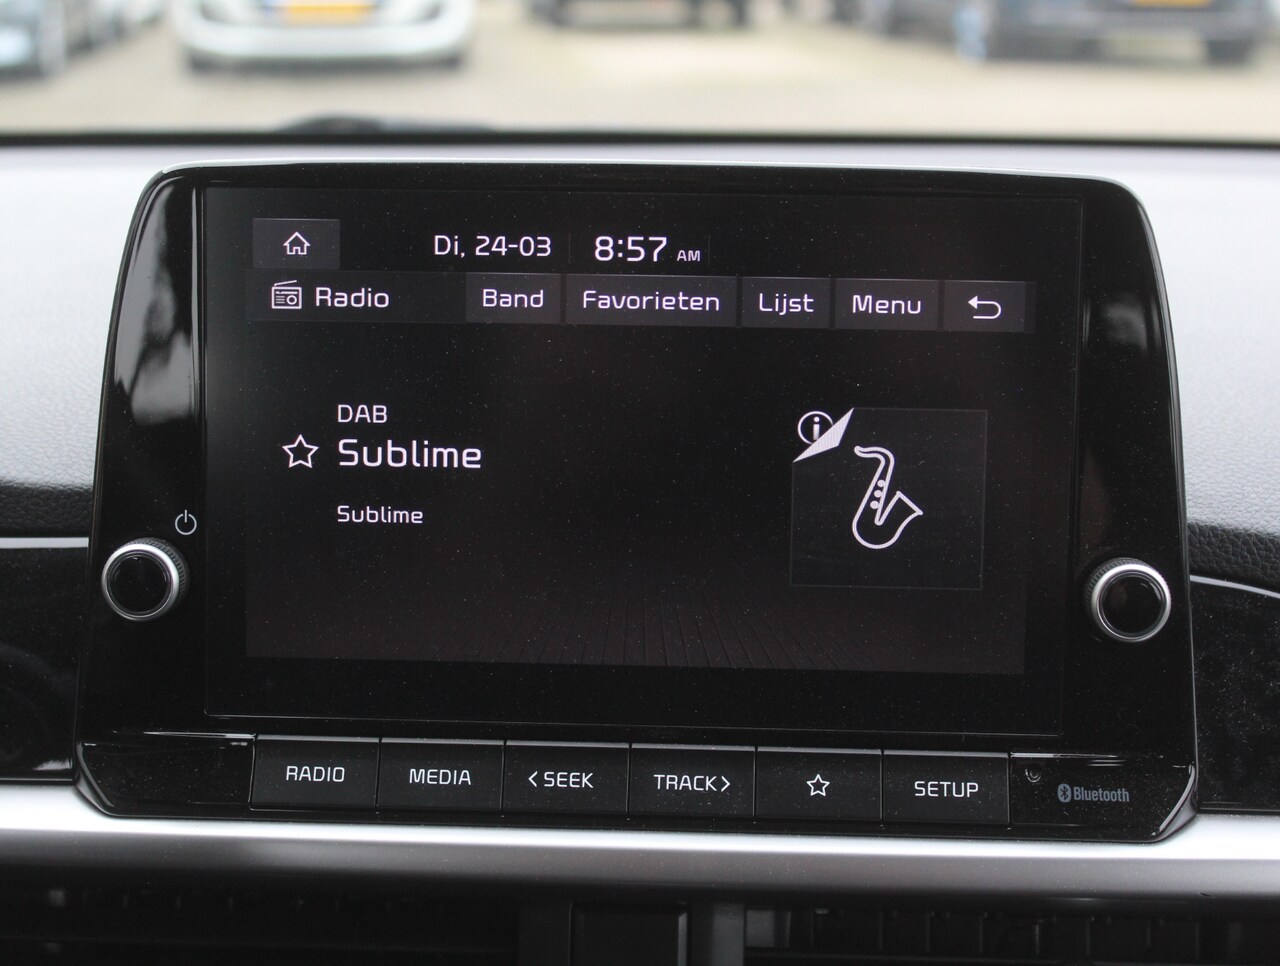 Di, 24-03 8:57 AM
Radio Band Favorieten Lijst Menu
DAB
Sublime
Sublime
RADIO MEDIA <SEEK TRACK> SETUP Bluetooth